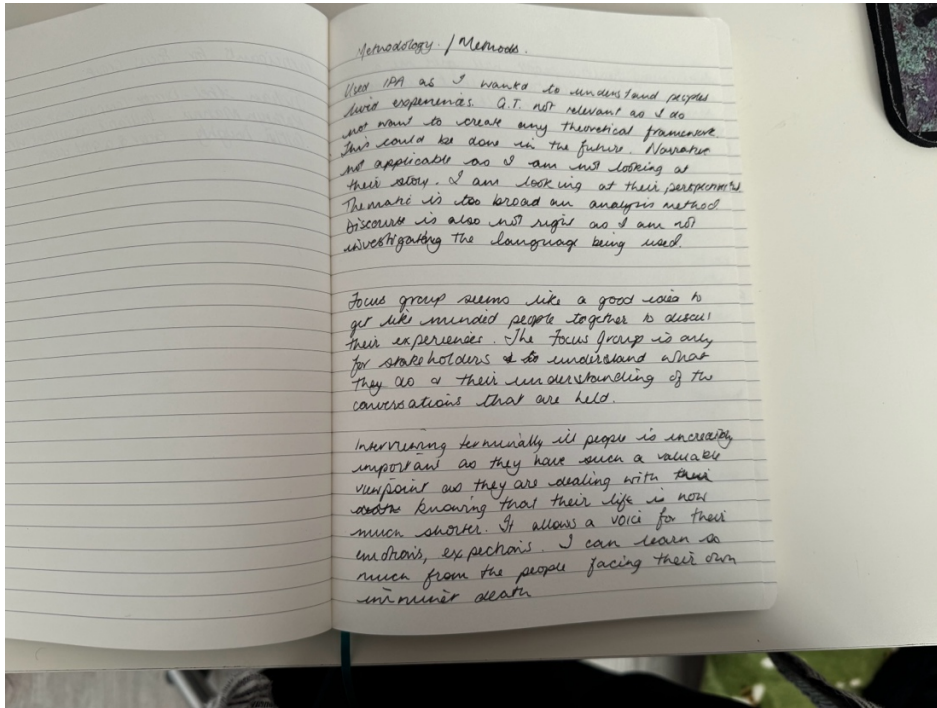 Methodology / Methods.
Used IPA as I wanted to understand peoples
lived experiences. G.T. not relevant as I do
not want to create any theoretical framework.
This could be done in the future. Narrative
not applicable as I am not looking at
their story. I am looking at their perspective
Thematic is too broad an analysis method
Discourse is also not right as I am not
investigating the language being used.
Focus group seems like a good idea to
get like minded people together to discuss
their experiences. The Focus group is only
for stakeholders to understand what
they do & their understanding of the
conversations that are held.
Interviewing terminally ill people is increasingly
important as they have such a valuable
viewpoint as they are dealing with their
death knowing that their life is now
much shorter. It allows a voice for their
emotions, expections. I can learn so
much from the people facing their own
imminet death